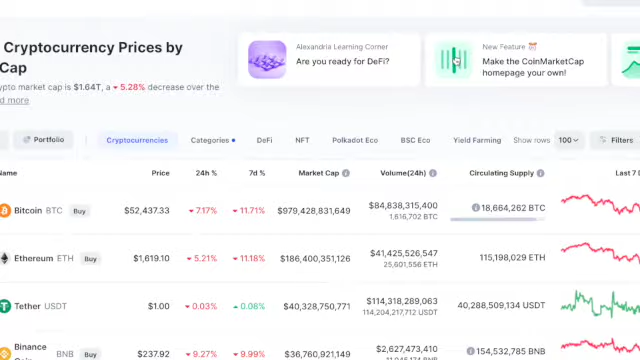 Cryptocurrency Prices by
Cap
Alexandria Learning Corner
Are you ready for DeFi?
New Feature
Make the CoinMarketCap
homepage your own!
ypto market cap is $1.64T, a 5.28% decrease over the
d more
Portfolio
Cryptocurrencies
Categories
DeFi
NFT
Polkadot Eco
BSC Eco
Yield Farming
Show rows
100
Filters
Name Price 24h % 7d % Market Cap Volume(24h) Circulating Supply Last 7 D
Bitcoin BTC Buy $52,437.33 7.17% 11.71% $979,428,831,649 $84,838,315,400 18,664,262 BTC
1,616,702 BTC
Ethereum ETH Buy $1,619.10 5.21% 11.18% $186,400,351,126 $41,425,526,547 115,198,029 ETH
25,601,556 ETH
Tether USDT $1.00 0.03% 0.08% $40,328,750,771 $114,318,289,063 40,288,509,134 USDT
114,204,217,712 USDT
Binance
BNB Buy $237.92 9.27% 9.99% $36,760,921,149 $2,627,473,410 154,532,785 BNB